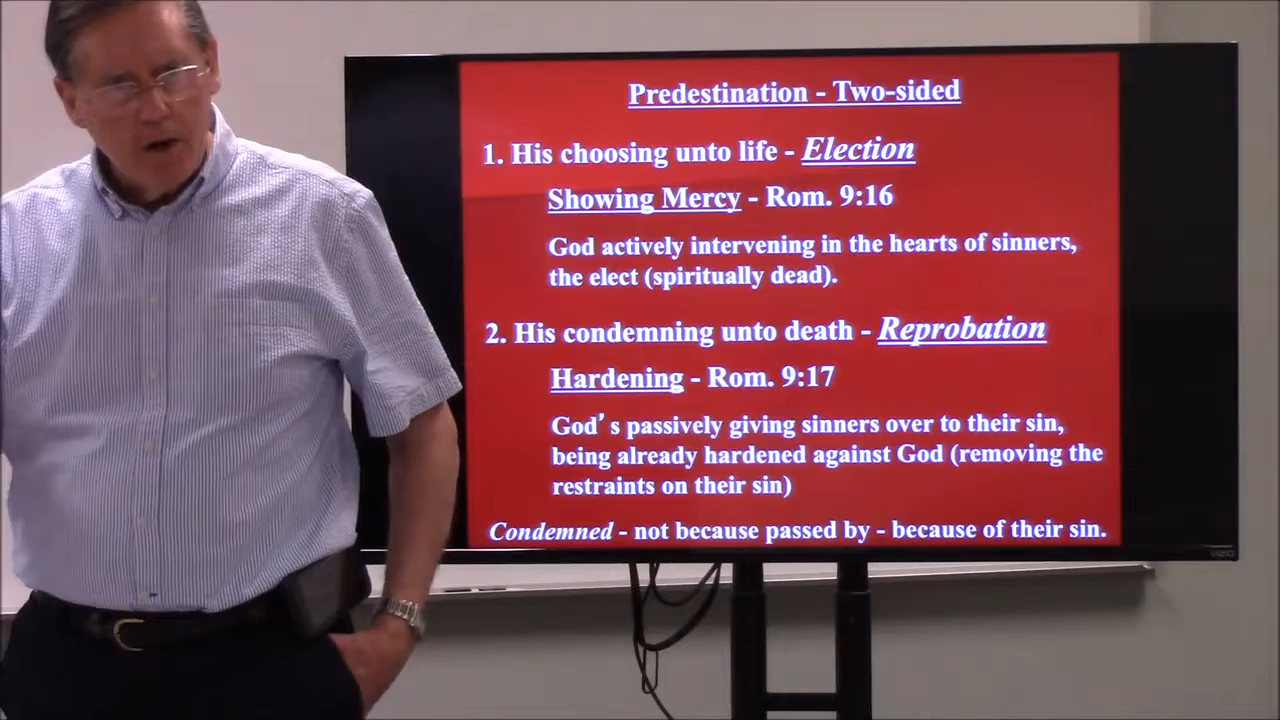 Predestination - Two-sided
1. His choosing unto life - Election
Showing Mercy - Rom. 9:16
God actively intervening in the hearts of sinners,
the elect (spiritually dead).
2. His condemning unto death - Reprobation
Hardening - Rom. 9:17
God's passively giving sinners over to their sin,
being already hardened against God (removing the
restraints on their sin)
Condemned - not because passed by - because of their sin.
VIZIO